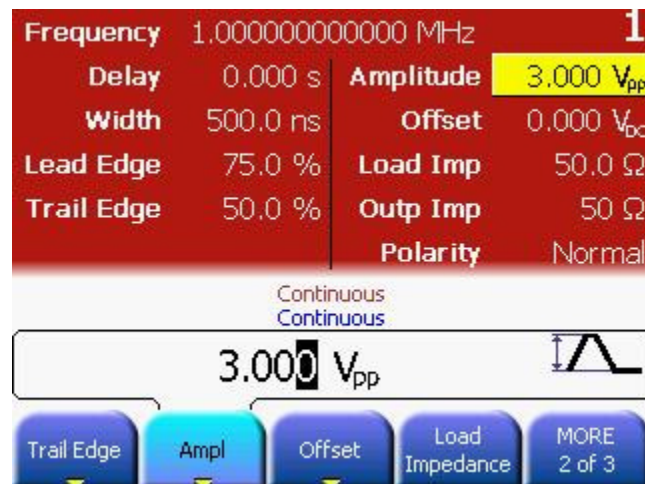 Frequency 1.000000000000 MHz 1
Delay 0.000 s Amplitude 3.000 Vpp
Width 500.0 ns Offset 0.000 VDC
Lead Edge 75.0 % Load Imp 50.0 Ω
Trail Edge 50.0 % Outp Imp 50 Ω
Polarity Normal
Continuous
Continuous
3.000 Vpp
Trail Edge Ampl Offset Load Impedance MORE 2 of 3